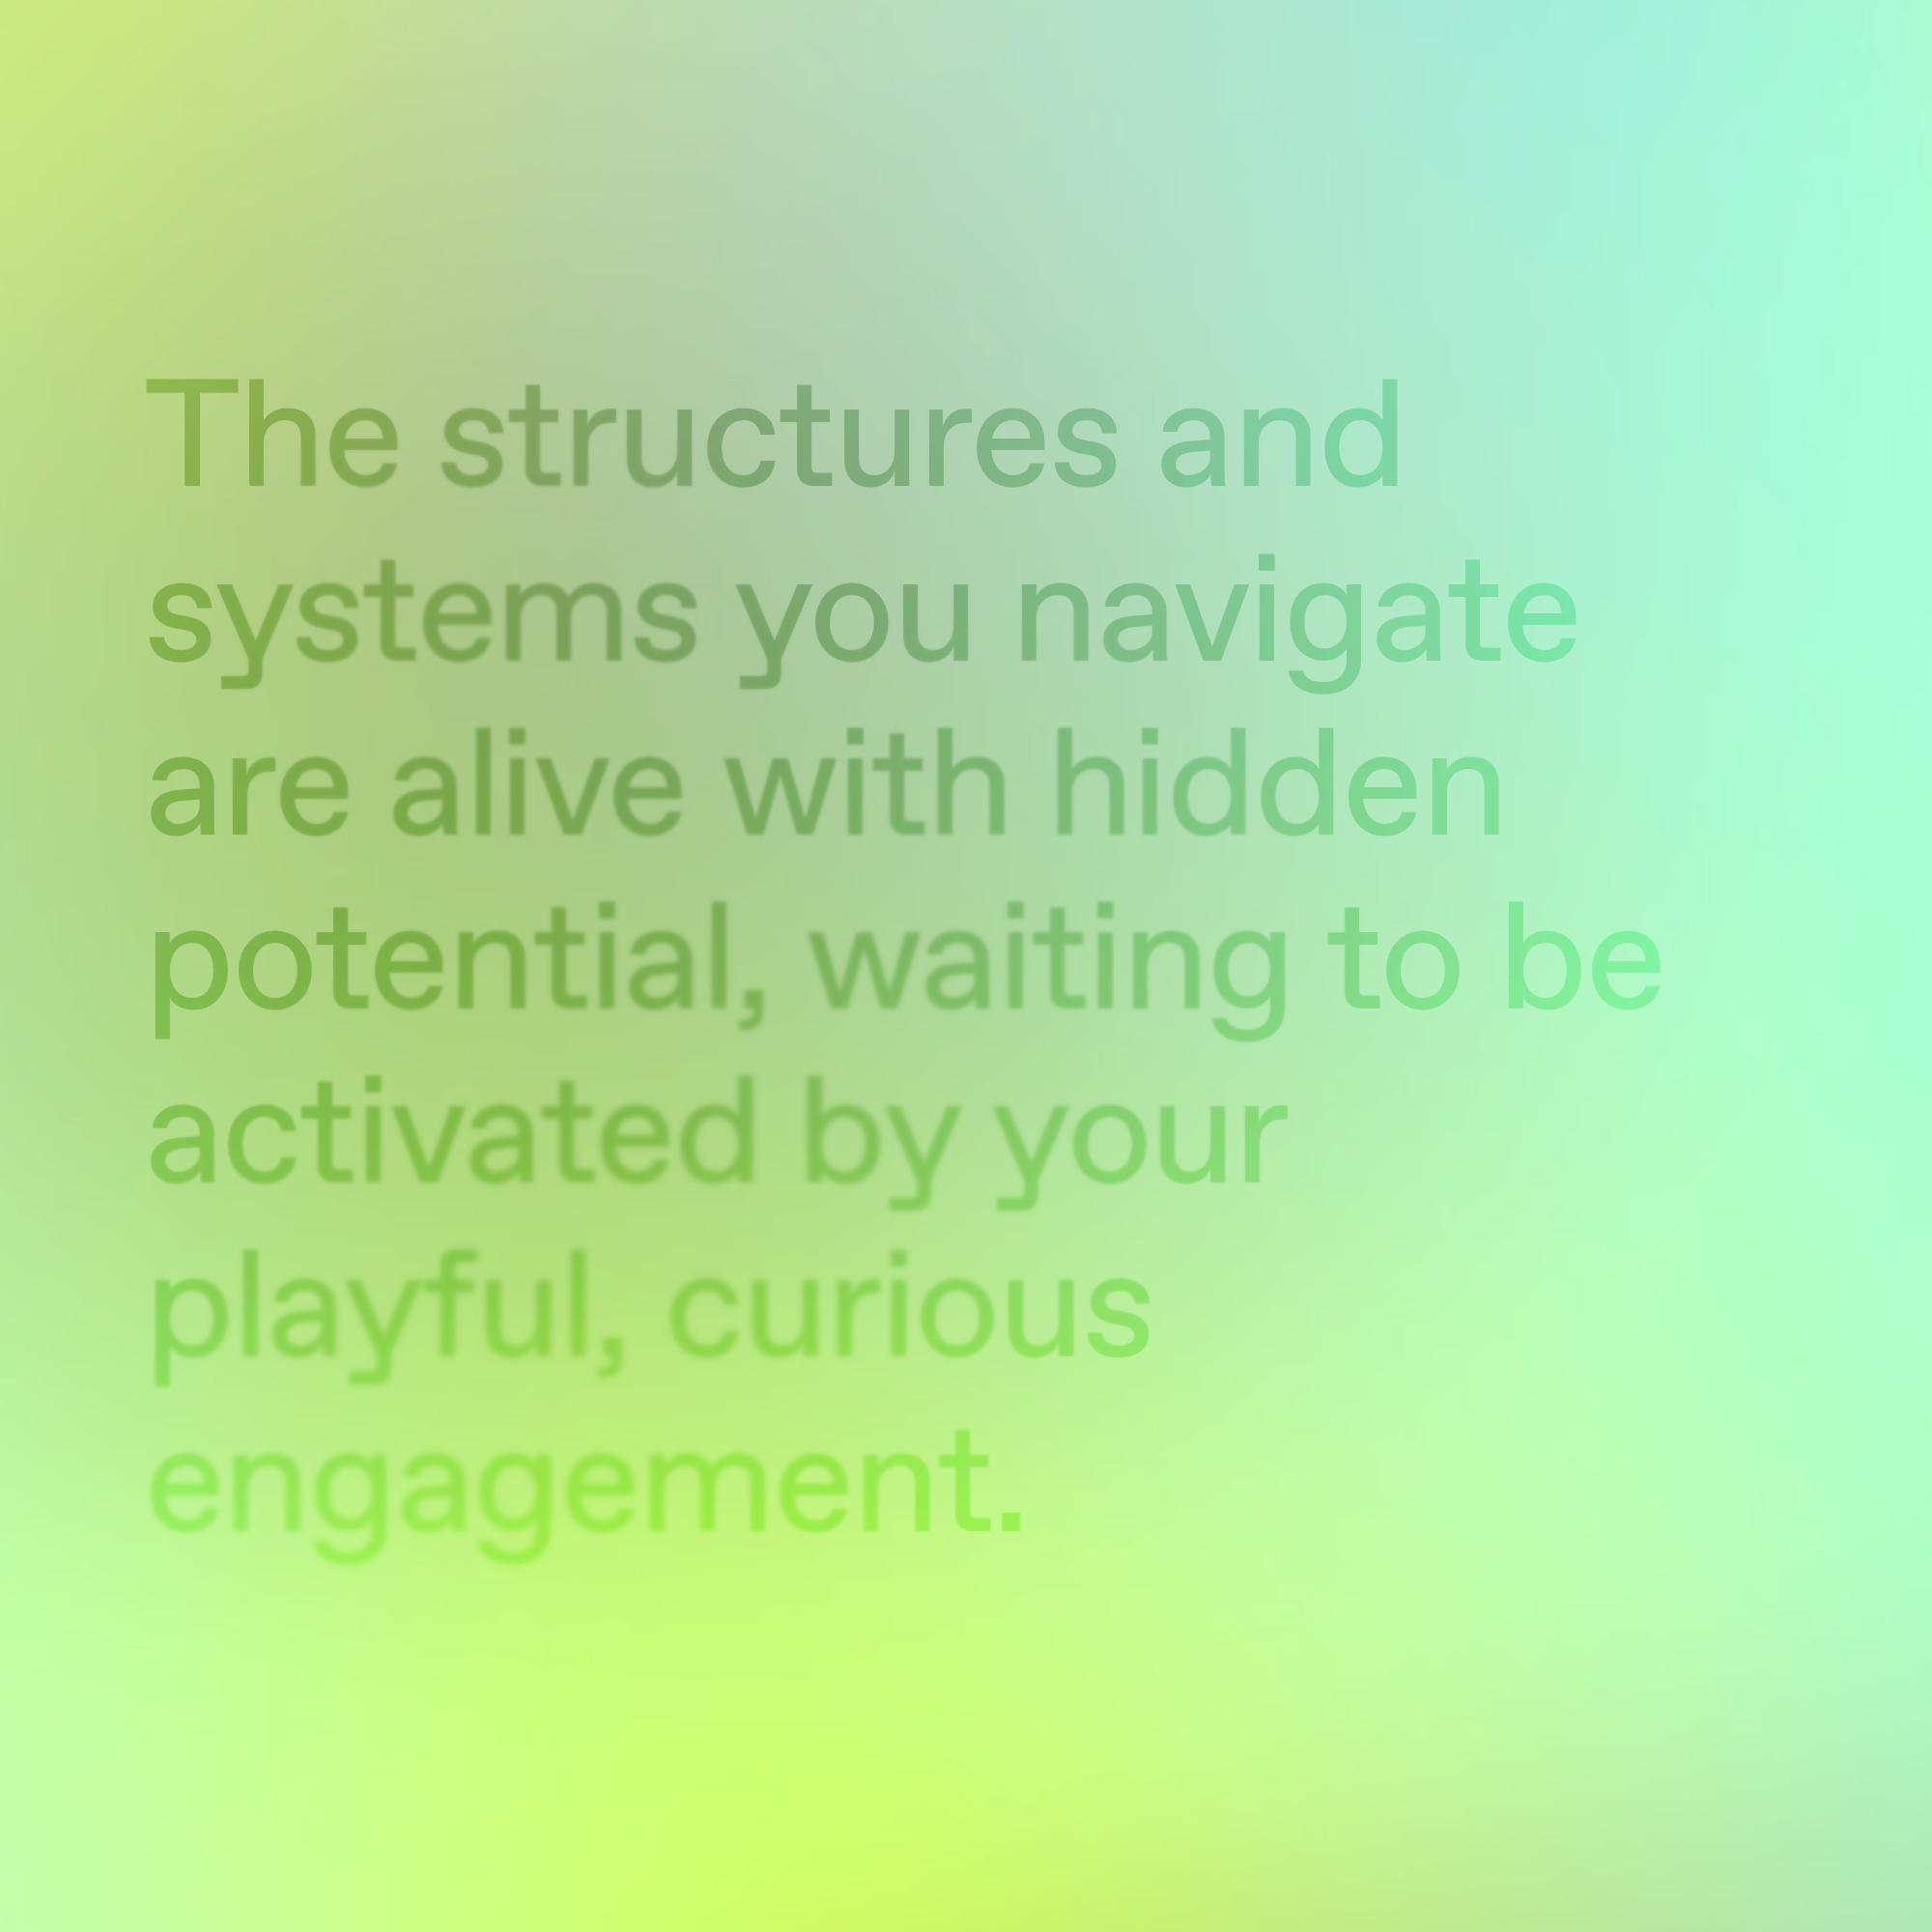 The structures and
systems you navigate
are alive with hidden
potential, waiting to be
activated by your
playful, curious
engagement.